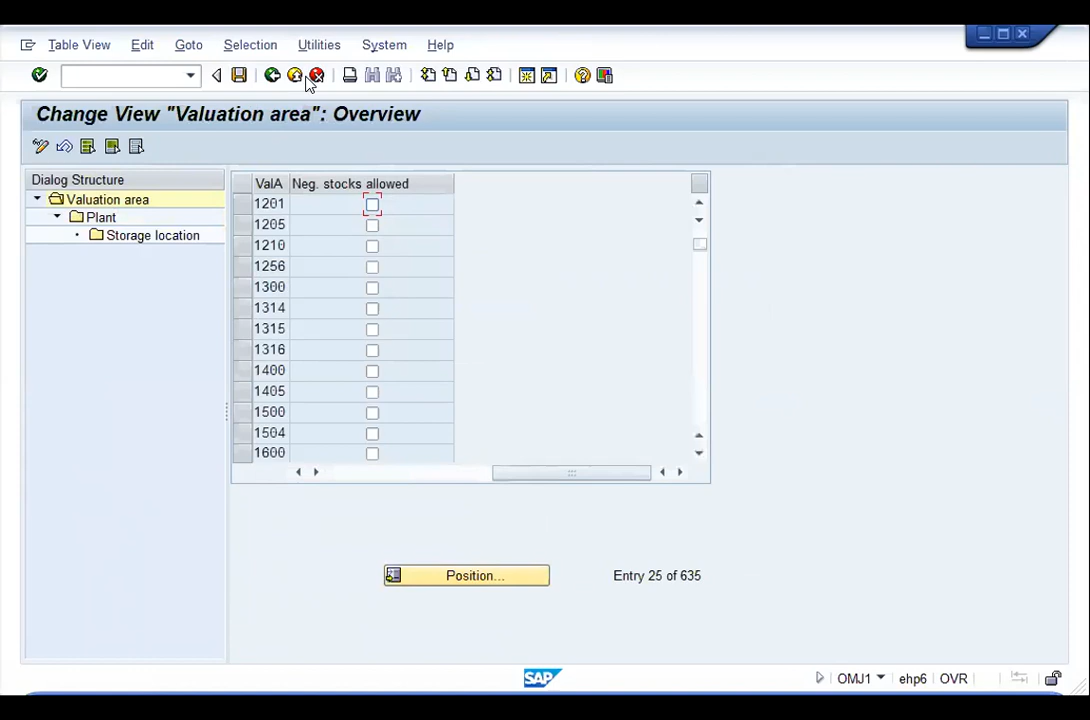 Table View Edit Goto Selection Utilities System Help
Change View "Valuation area": Overview
Dialog Structure
Valuation area
Plant
Storage location
ValA Neg. stocks allowed
1201
1205
1210
1256
1300
1314
1315
1316
1400
1405
1500
1504
1600
Position... Entry 25 of 635
SAP OMJ1 ehp6 OVR